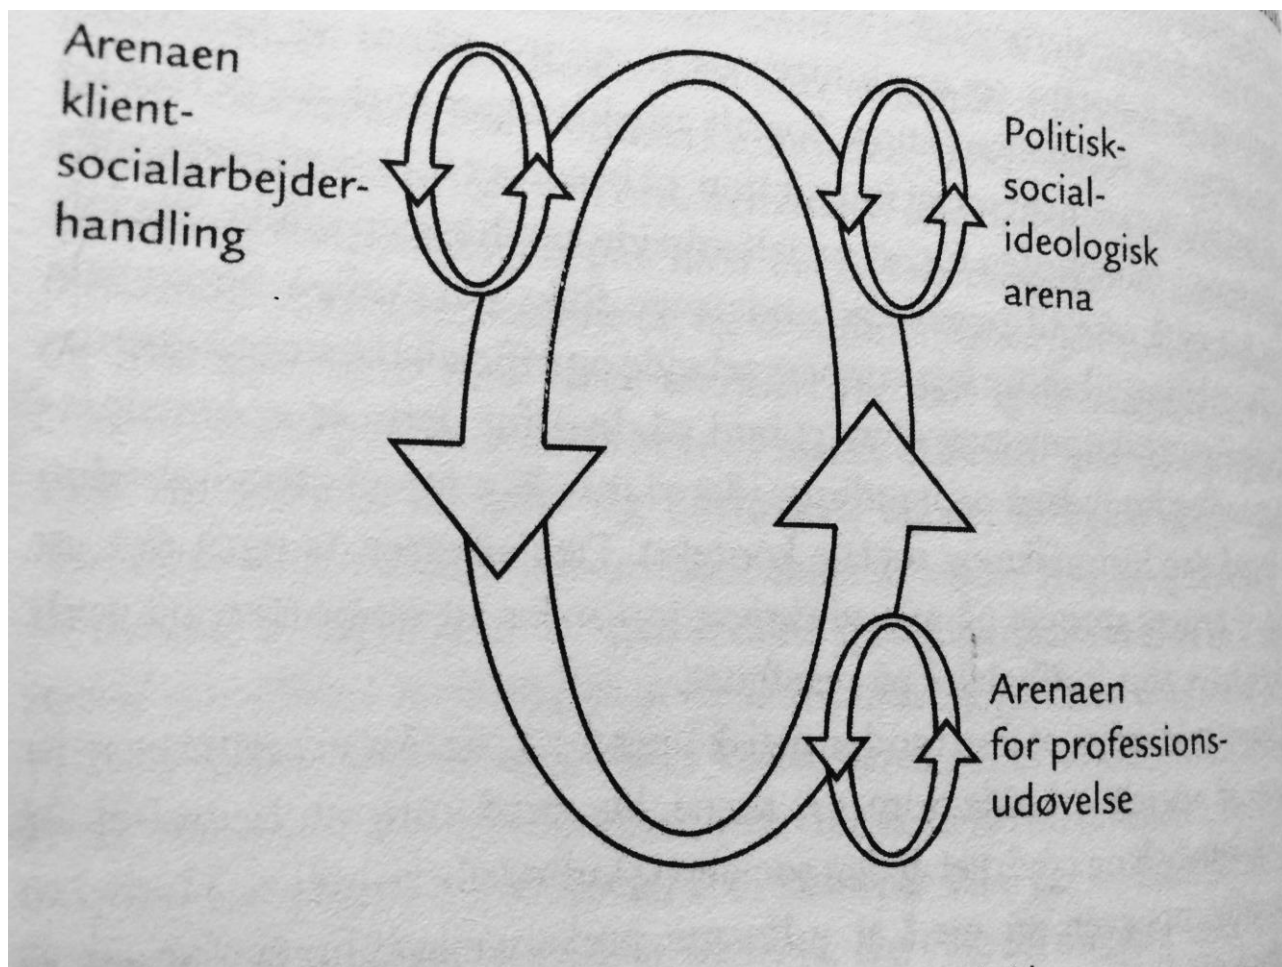 Arenaen
klient-
socialarbejder-
handling
Politisk-
social-
ideologisk
arena
Arenaen
for professions-
udøvelse